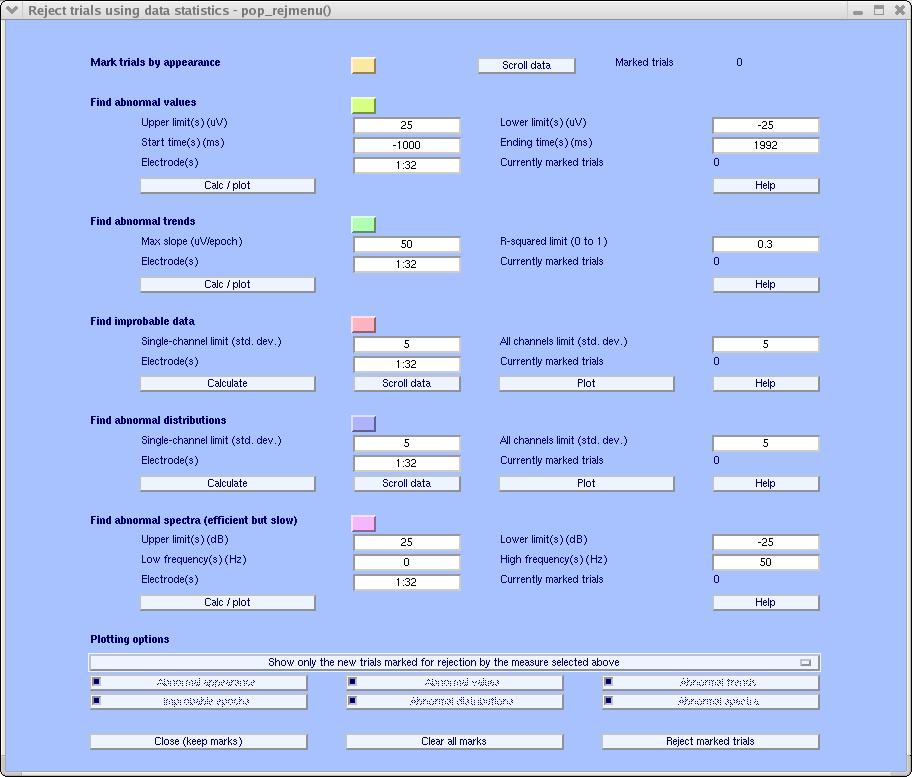 Reject trials using data statistics - pop_rejmenu()
Mark trials by appearance Scroll data Marked trials 0
Find abnormal values
Upper limit(s) (uV) 25 Lower limit(s) (uV) -25
Start time(s) (ms) -1000 Ending time(s) (ms) 1992
Electrode(s) 1:32 Currently marked trials 0
Calc / plot Help
Find abnormal trends
Max slope (uV/epoch) 50 R-squared limit (0 to 1) 0.3
Electrode(s) 1:32 Currently marked trials 0
Calc / plot Help
Find improbable data
Single-channel limit (std. dev.) 5 All channels limit (std. dev.) 5
Electrode(s) 1:32 Currently marked trials 0
Calculate Scroll data Plot Help
Find abnormal distributions
Single-channel limit (std. dev.) 5 All channels limit (std. dev.) 5
Electrode(s) 1:32 Currently marked trials 0
Calculate Scroll data Plot Help
Find abnormal spectra (efficient but slow)
Upper limit(s) (dB) 25 Lower limit(s) (dB) -25
Low frequency(s) (Hz) 0 High frequency(s) (Hz) 50
Electrode(s) 1:32 Currently marked trials 0
Calc / plot Help
Plotting options
Show only the new trials marked for rejection by the measure selected above
Abnormal appearance Abnormal values Abnormal trends
Improbable epochs Abnormal distributions Abnormal spectra
Close (keep marks) Clear all marks Reject marked trials